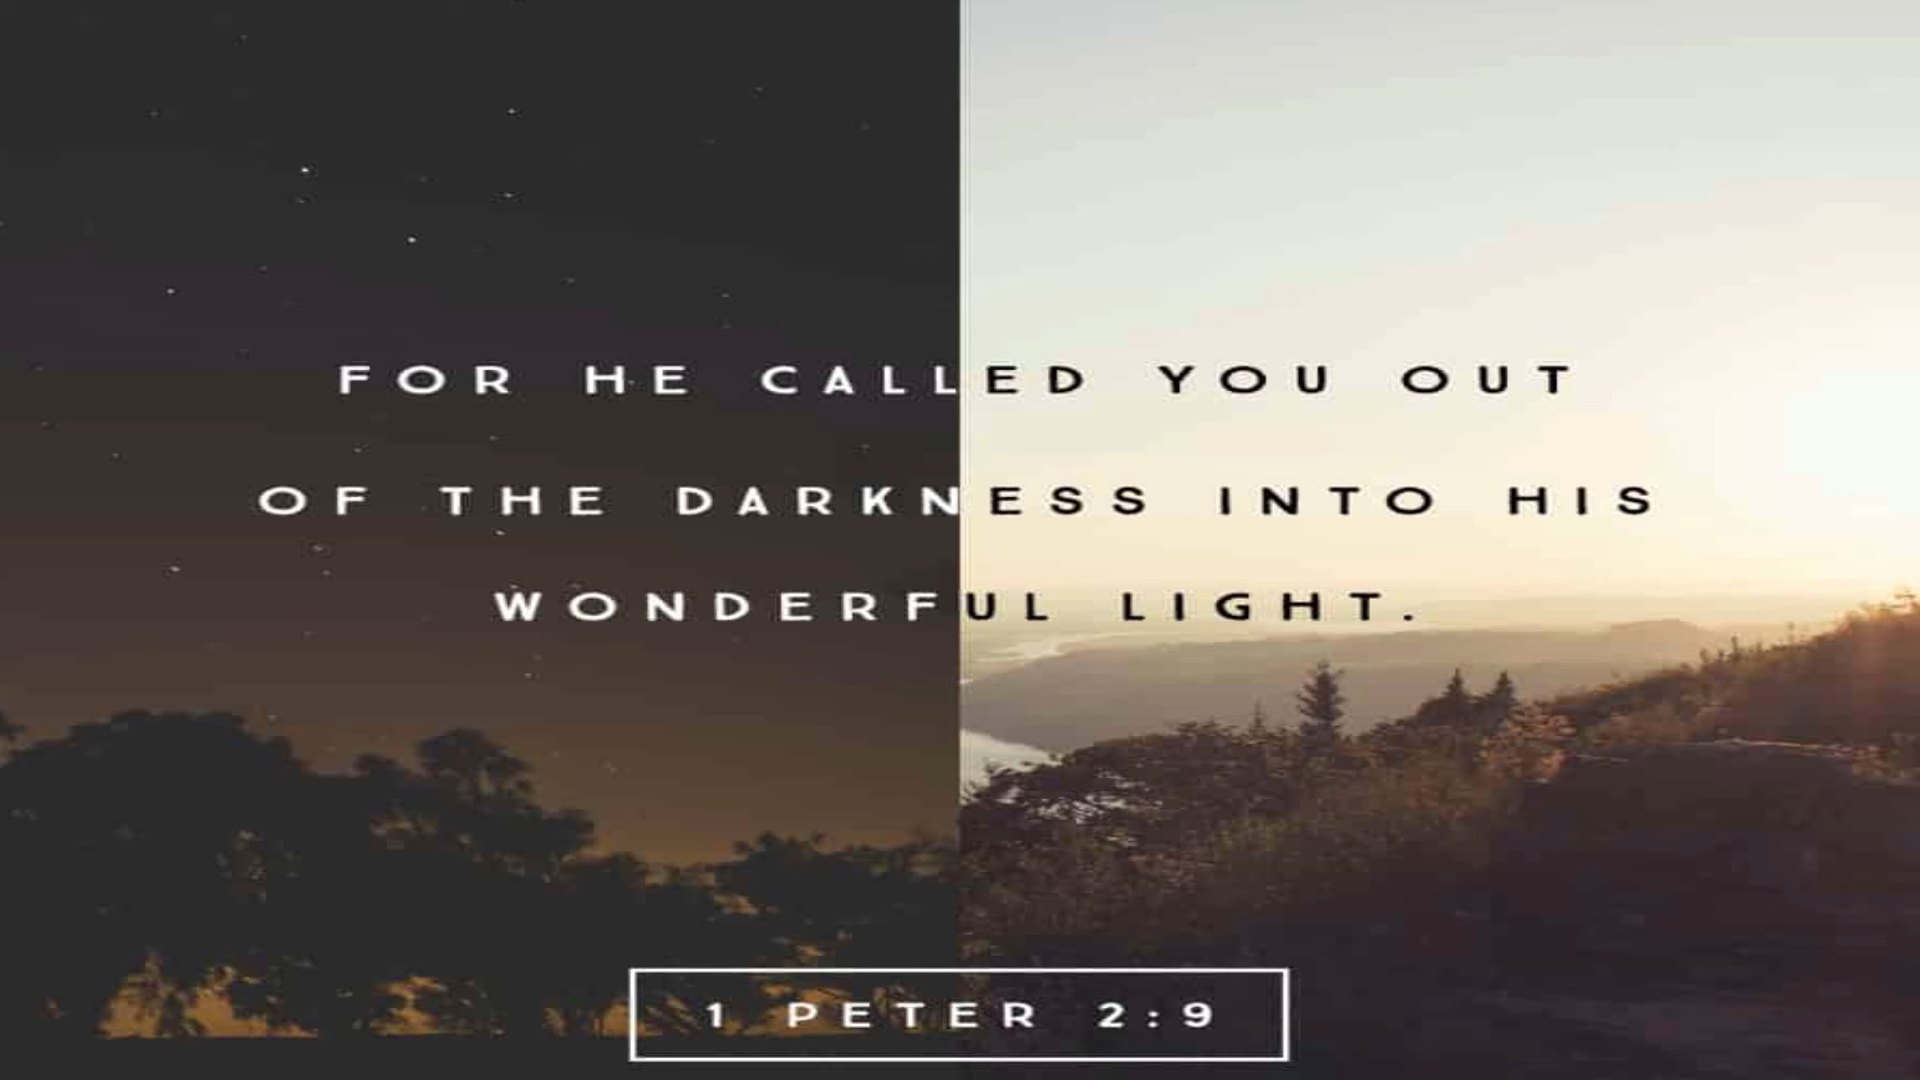 FOR HE CALLED YOU OUT
OF THE DARKNESS INTO HIS
WONDERFUL LIGHT.
1 PETER 2:9